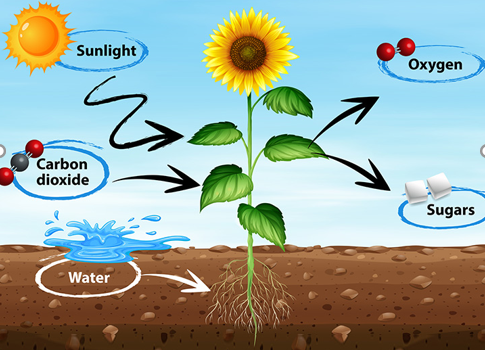 Sunlight
Oxygen
Carbon
dioxide
Sugars
Water